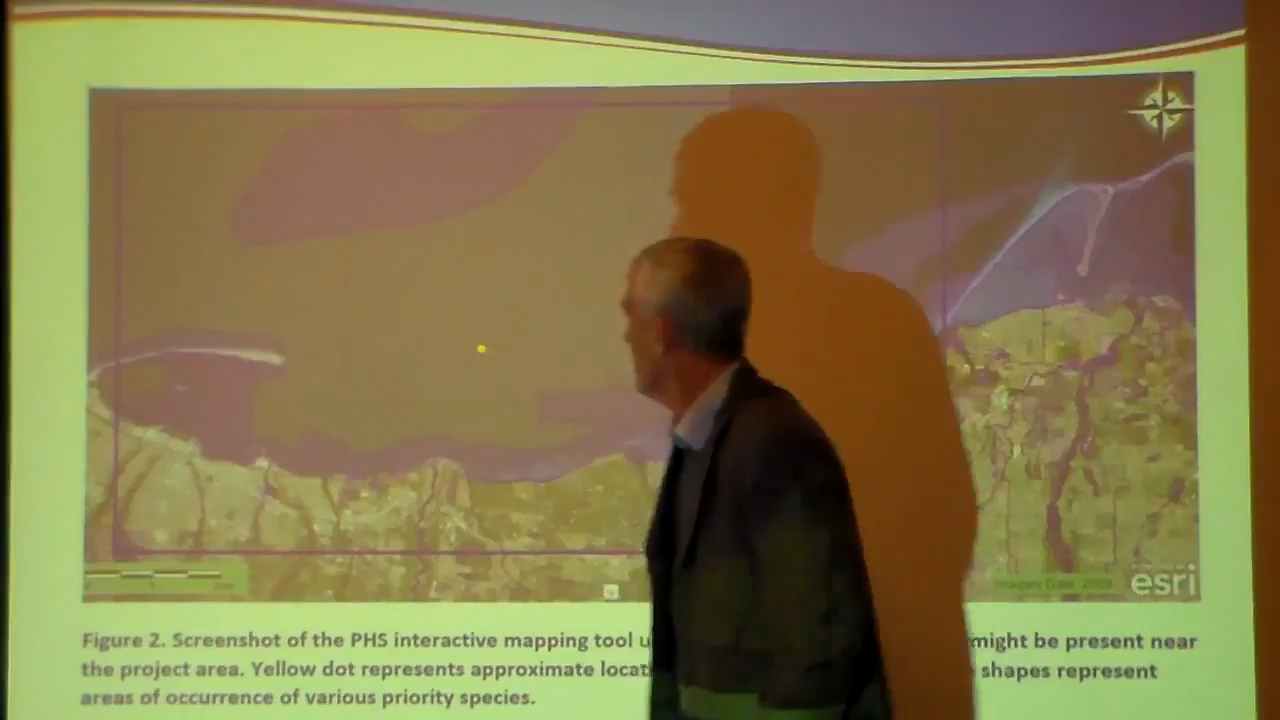 esri
Figure 2. Screenshot of the PHS interactive mapping tool might be present near
the project area. Yellow dot represents approximate shapes represent
areas of occurrence of various priority species.